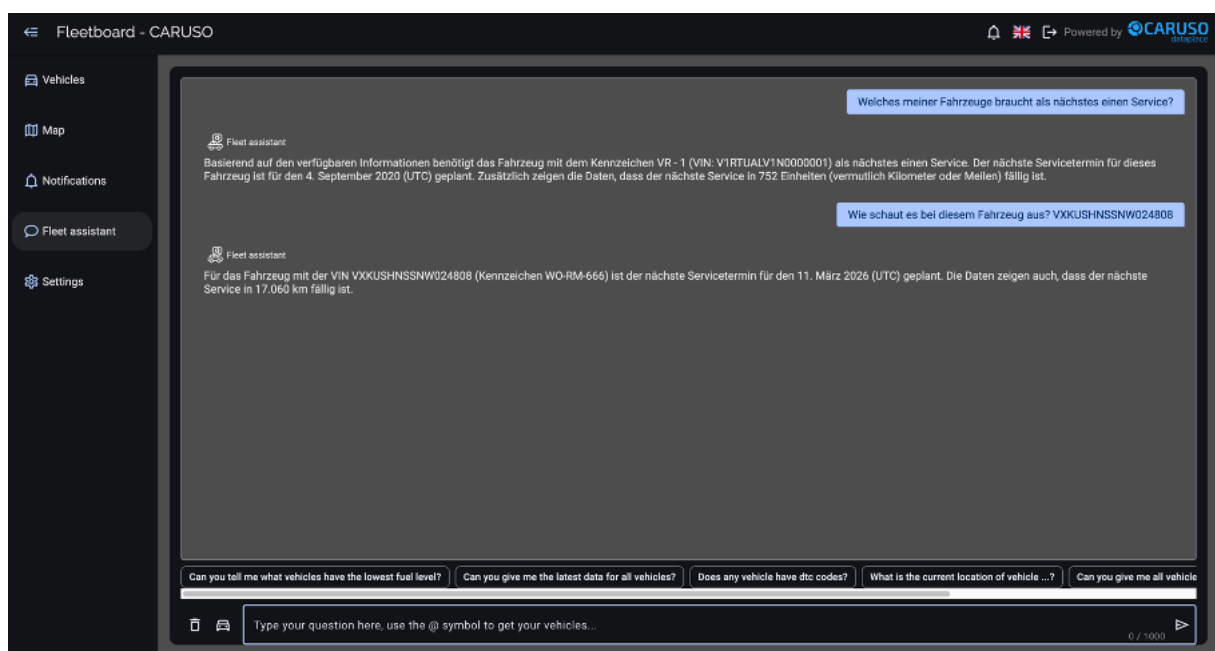 Fleetboard - CARUSO
Powered by CARUSO
dataplace
Vehicles
Map
Notifications
Fleet assistant
Settings
Welches meiner Fahrzeuge braucht als nächstes einen Service?
Fleet assistant
Basierend auf den verfügbaren Informationen benötigt das Fahrzeug mit dem Kennzeichen VR - 1 (VIN: V1RTUALV1N0000001) als nächstes einen Service. Der nächste Servicetermin für dieses
Fahrzeug ist für den 4. September 2020 (UTC) geplant. Zusätzlich zeigen die Daten, dass der nächste Service in 752 Einheiten (vermutlich Kilometer oder Meilen) fällig ist.
Wie schaut es bei diesem Fahrzeug aus? VXKUSHNSSNW024808
Fleet assistant
Für das Fahrzeug mit der VIN VXKUSHNSSNW024808 (Kennzeichen WO-RM-666) ist der nächste Servicetermin für den 11. März 2026 (UTC) geplant. Die Daten zeigen auch, dass der nächste
Service in 17.060 km fällig ist.
Can you tell me what vehicles have the lowest fuel level?
Can you give me the latest data for all vehicles?
Does any vehicle have dtc codes?
What is the current location of vehicle ...?
Can you give me all vehicle
Type your question here, use the @ symbol to get your vehicles...
0 / 1000